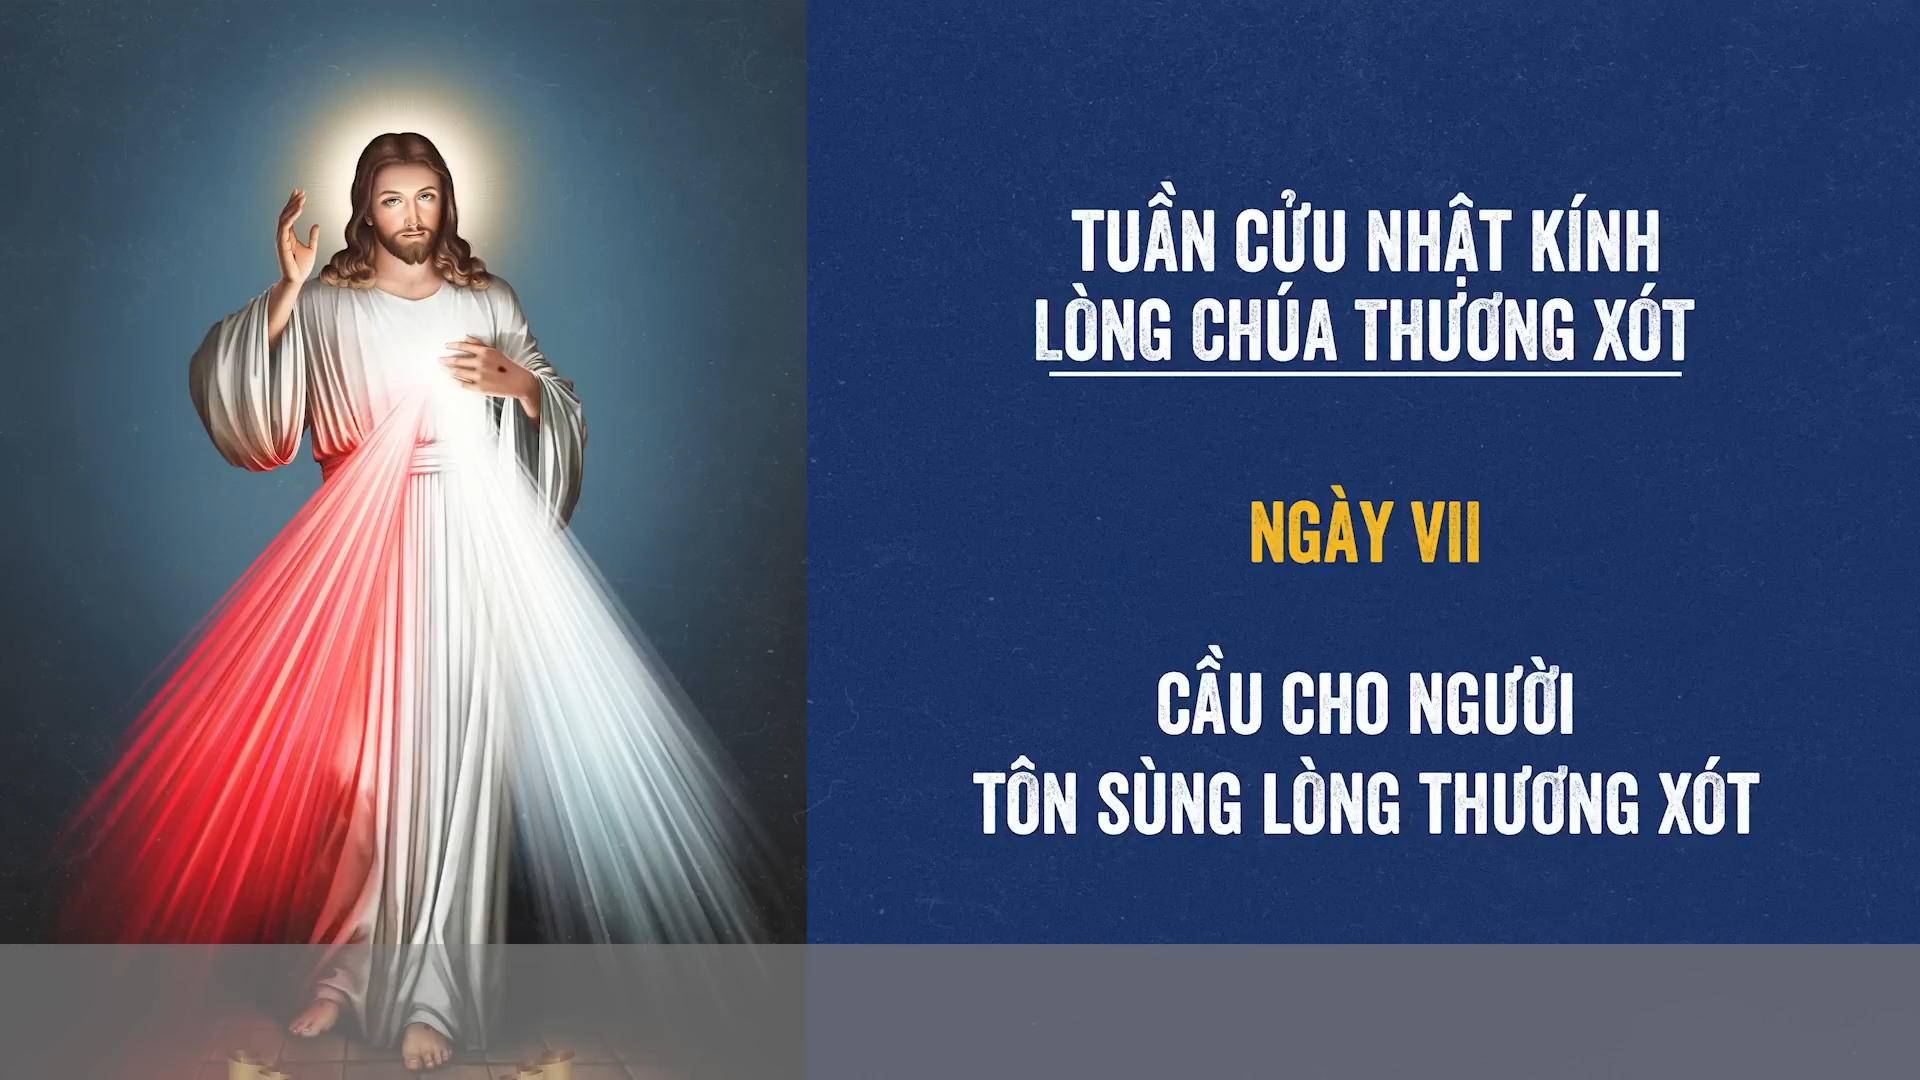 TUẦN CỬU NHẬT KÍNH
LÒNG CHÚA THƯƠNG XÓT
NGÀY VII
CẦU CHO NGƯỜI
TÔN SÙNG LÒNG THƯƠNG XÓT